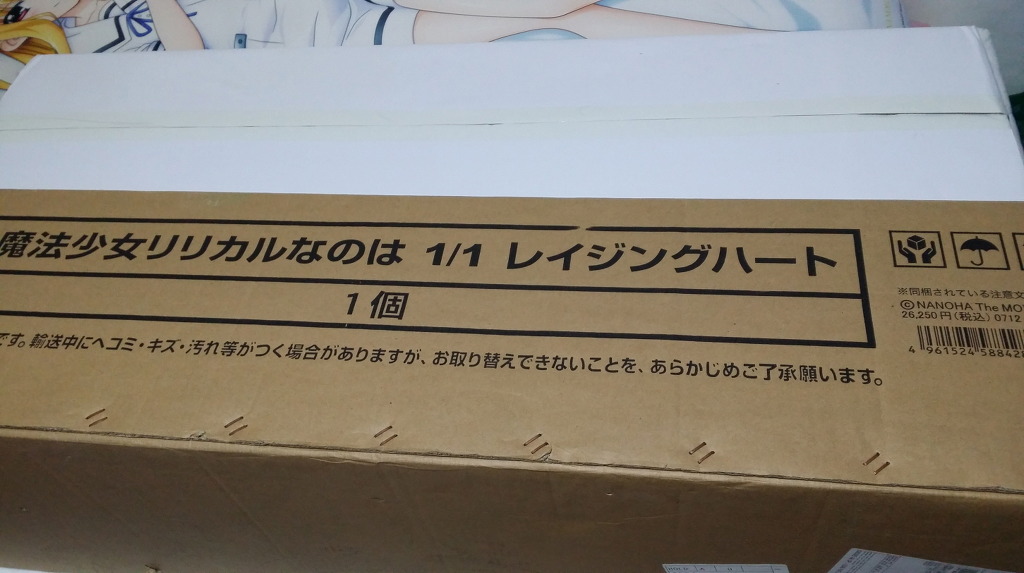 魔法少女リリカルなのは 1/1 レイジングハート
1個
です。輸送中にヘコミ・キズ・汚れ等がつく場合がありますが、お取り替えできないことを、あらかじめご了承願います。
※同梱されている注意文
©NANOHA The MO
26,250円(税込) 0712
4 961524 58842